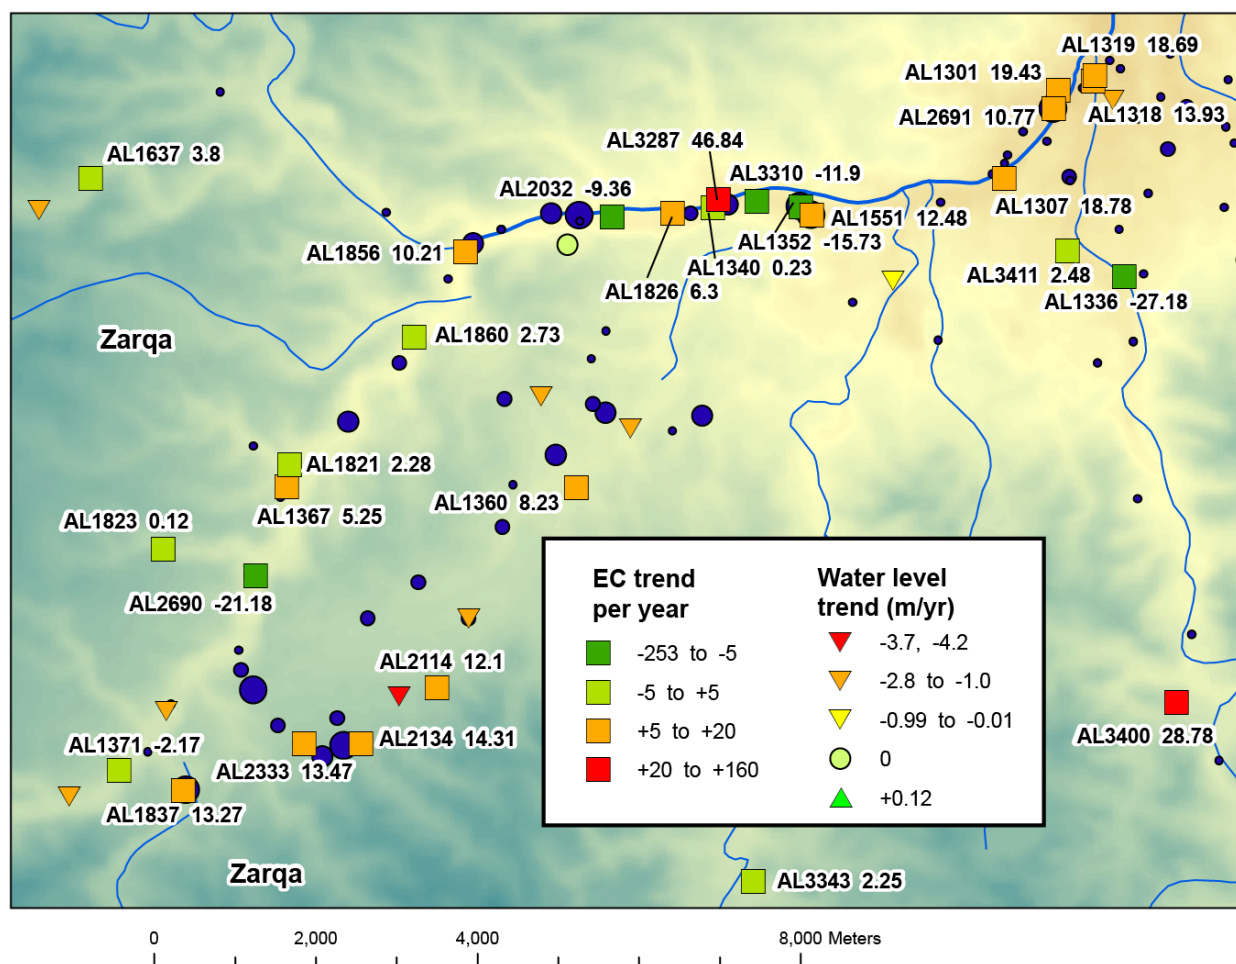 AL1319 18.69
AL1301 19.43
AL2691 10.77
AL1318 13.93
AL3287 46.84
AL1637 3.8
AL3310 -11.9
AL2032 -9.36
AL1307 18.78
AL1551 12.48
AL1352 -15.73
AL1856 10.21
AL1340 0.23
AL3411 2.48
AL1826 6.3
AL1336 -27.18
Zarqa
AL1860 2.73
AL1821 2.28
AL1360 8.23
AL1367 5.25
AL1823 0.12
AL2690 -21.18
EC trend
per year
-253 to -5
-5 to +5
+5 to +20
+20 to +160
Water level
trend (m/yr)
-3.7, -4.2
-2.8 to -1.0
-0.99 to -0.01
0
+0.12
AL2114 12.1
AL3400 28.78
AL1371 -2.17
AL2134 14.31
AL2333 13.47
AL1837 13.27
Zarqa
AL3343 2.25
0 2,000 4,000 8,000 Meters